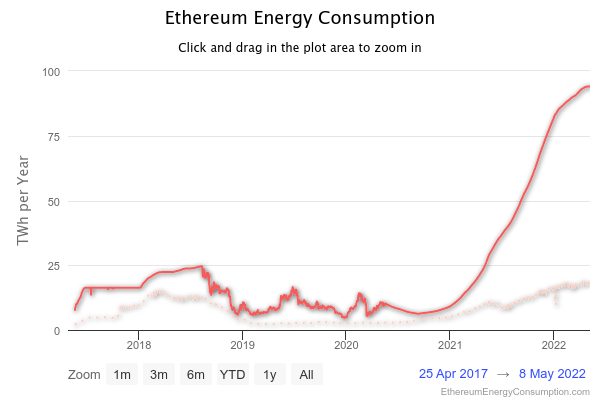 Ethereum Energy Consumption
Click and drag in the plot area to zoom in
TWh per Year
100
75
50
25
0
2018 2019 2020 2021 2022
Zoom 1m 3m 6m YTD 1y All 25 Apr 2017 → 8 May 2022
EthereumEnergyConsumption.com